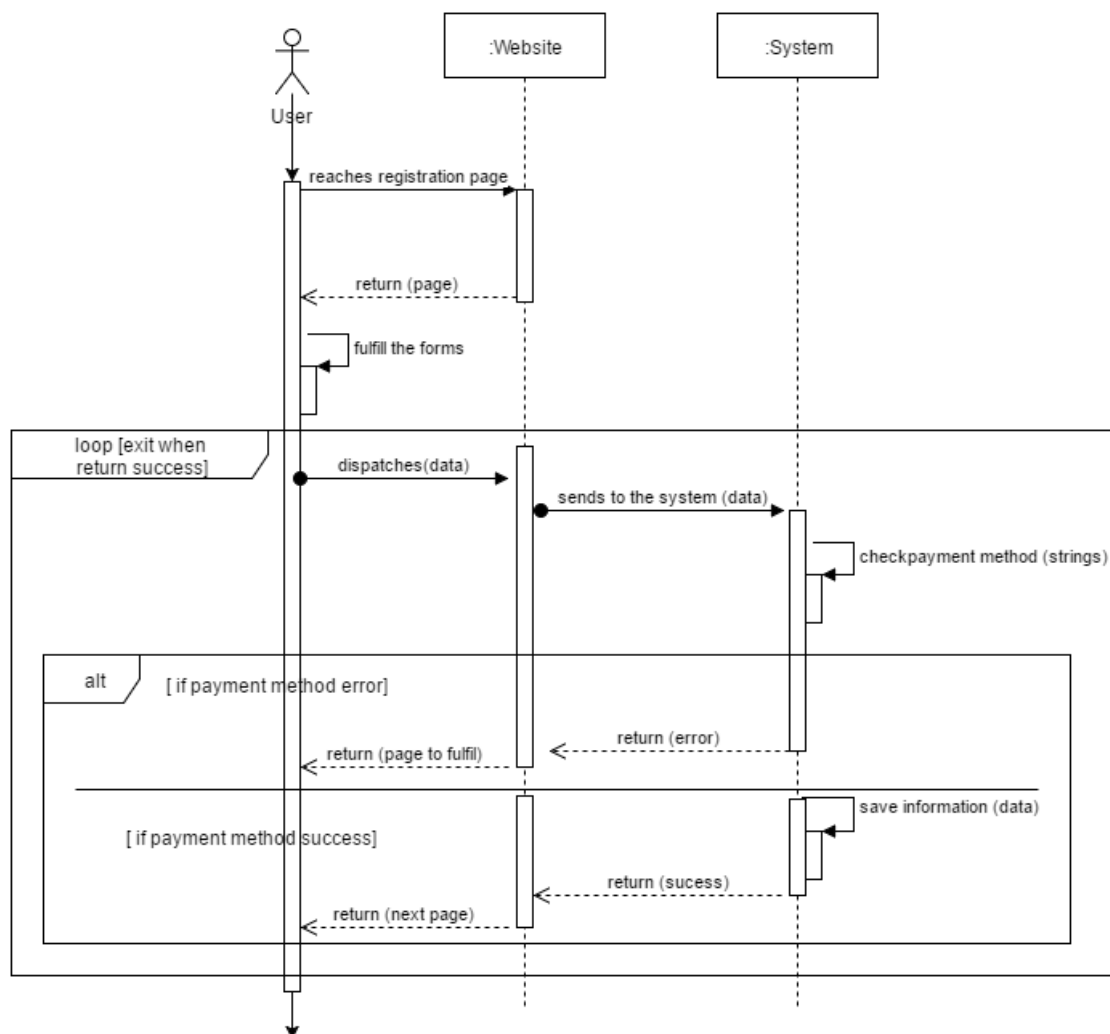 :Website
:System
User
reaches registration page
return (page)
fulfill the forms
loop [exit when
return success]
dispatches(data)
sends to the system (data)
checkpayment method (strings)
alt
[ if payment method error]
return (error)
return (page to fulfil)
save information (data)
[ if payment method success]
return (sucess)
return (next page)